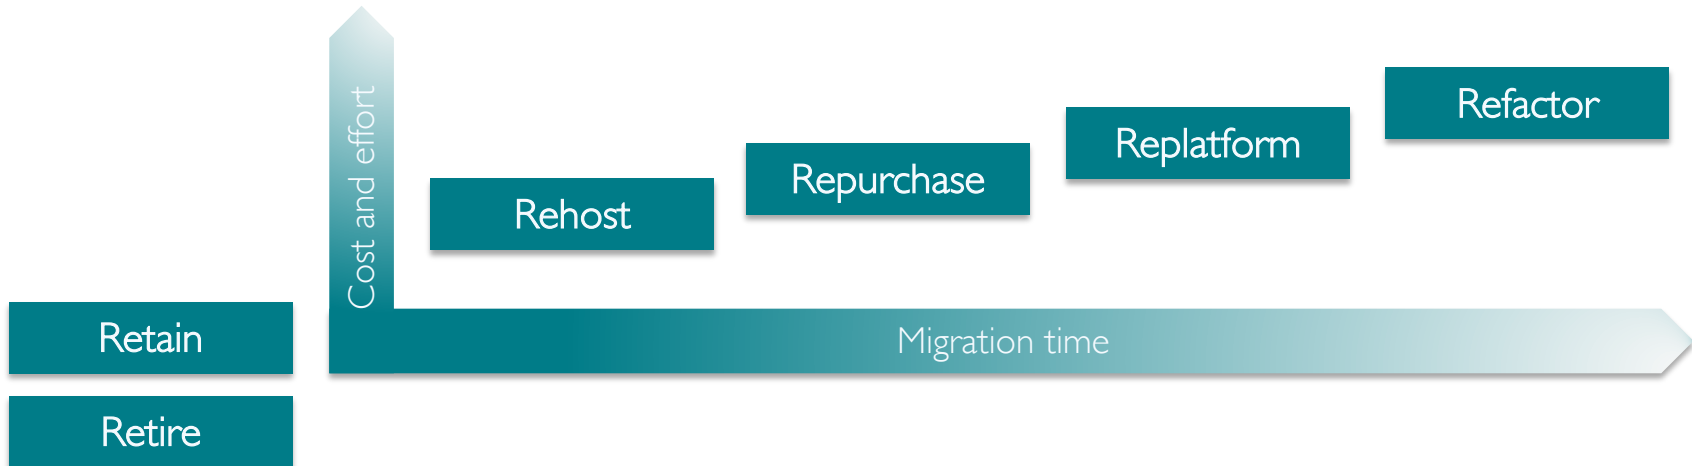 Cost and effort
Rehost
Repurchase
Replatform
Refactor
Migration time
Retain
Retire